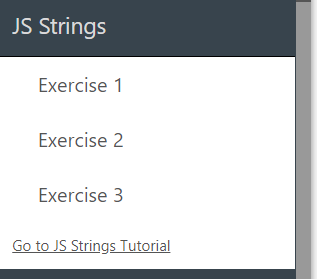 JS Strings
Exercise 1
Exercise 2
Exercise 3
Go to JS Strings Tutorial